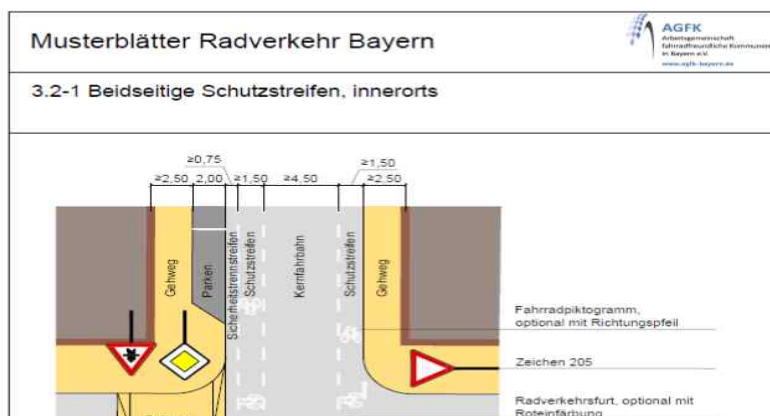 Musterblätter Radverkehr Bayern
AGFK
Arbeitsgemeinschaft
fahrradfreundliche Kommunen
in Bayern e.V.
www.agfk-bayern.de
3.2-1 Beidseitige Schutzstreifen, innerorts
≥0,75
≥1,50
≥2,50
2,00
≥1,50
≥4,50
≥2,50
Gehweg
Parken
Sicherheitstrennstreifen
Schutzstreifen
Kernfahrbahn
Schutzstreifen
Gehweg
Fahrradpiktogramm,
optional mit Richtungspfeil
Zeichen 205
Radverkehrsfurt, optional mit
Roteinfärbung